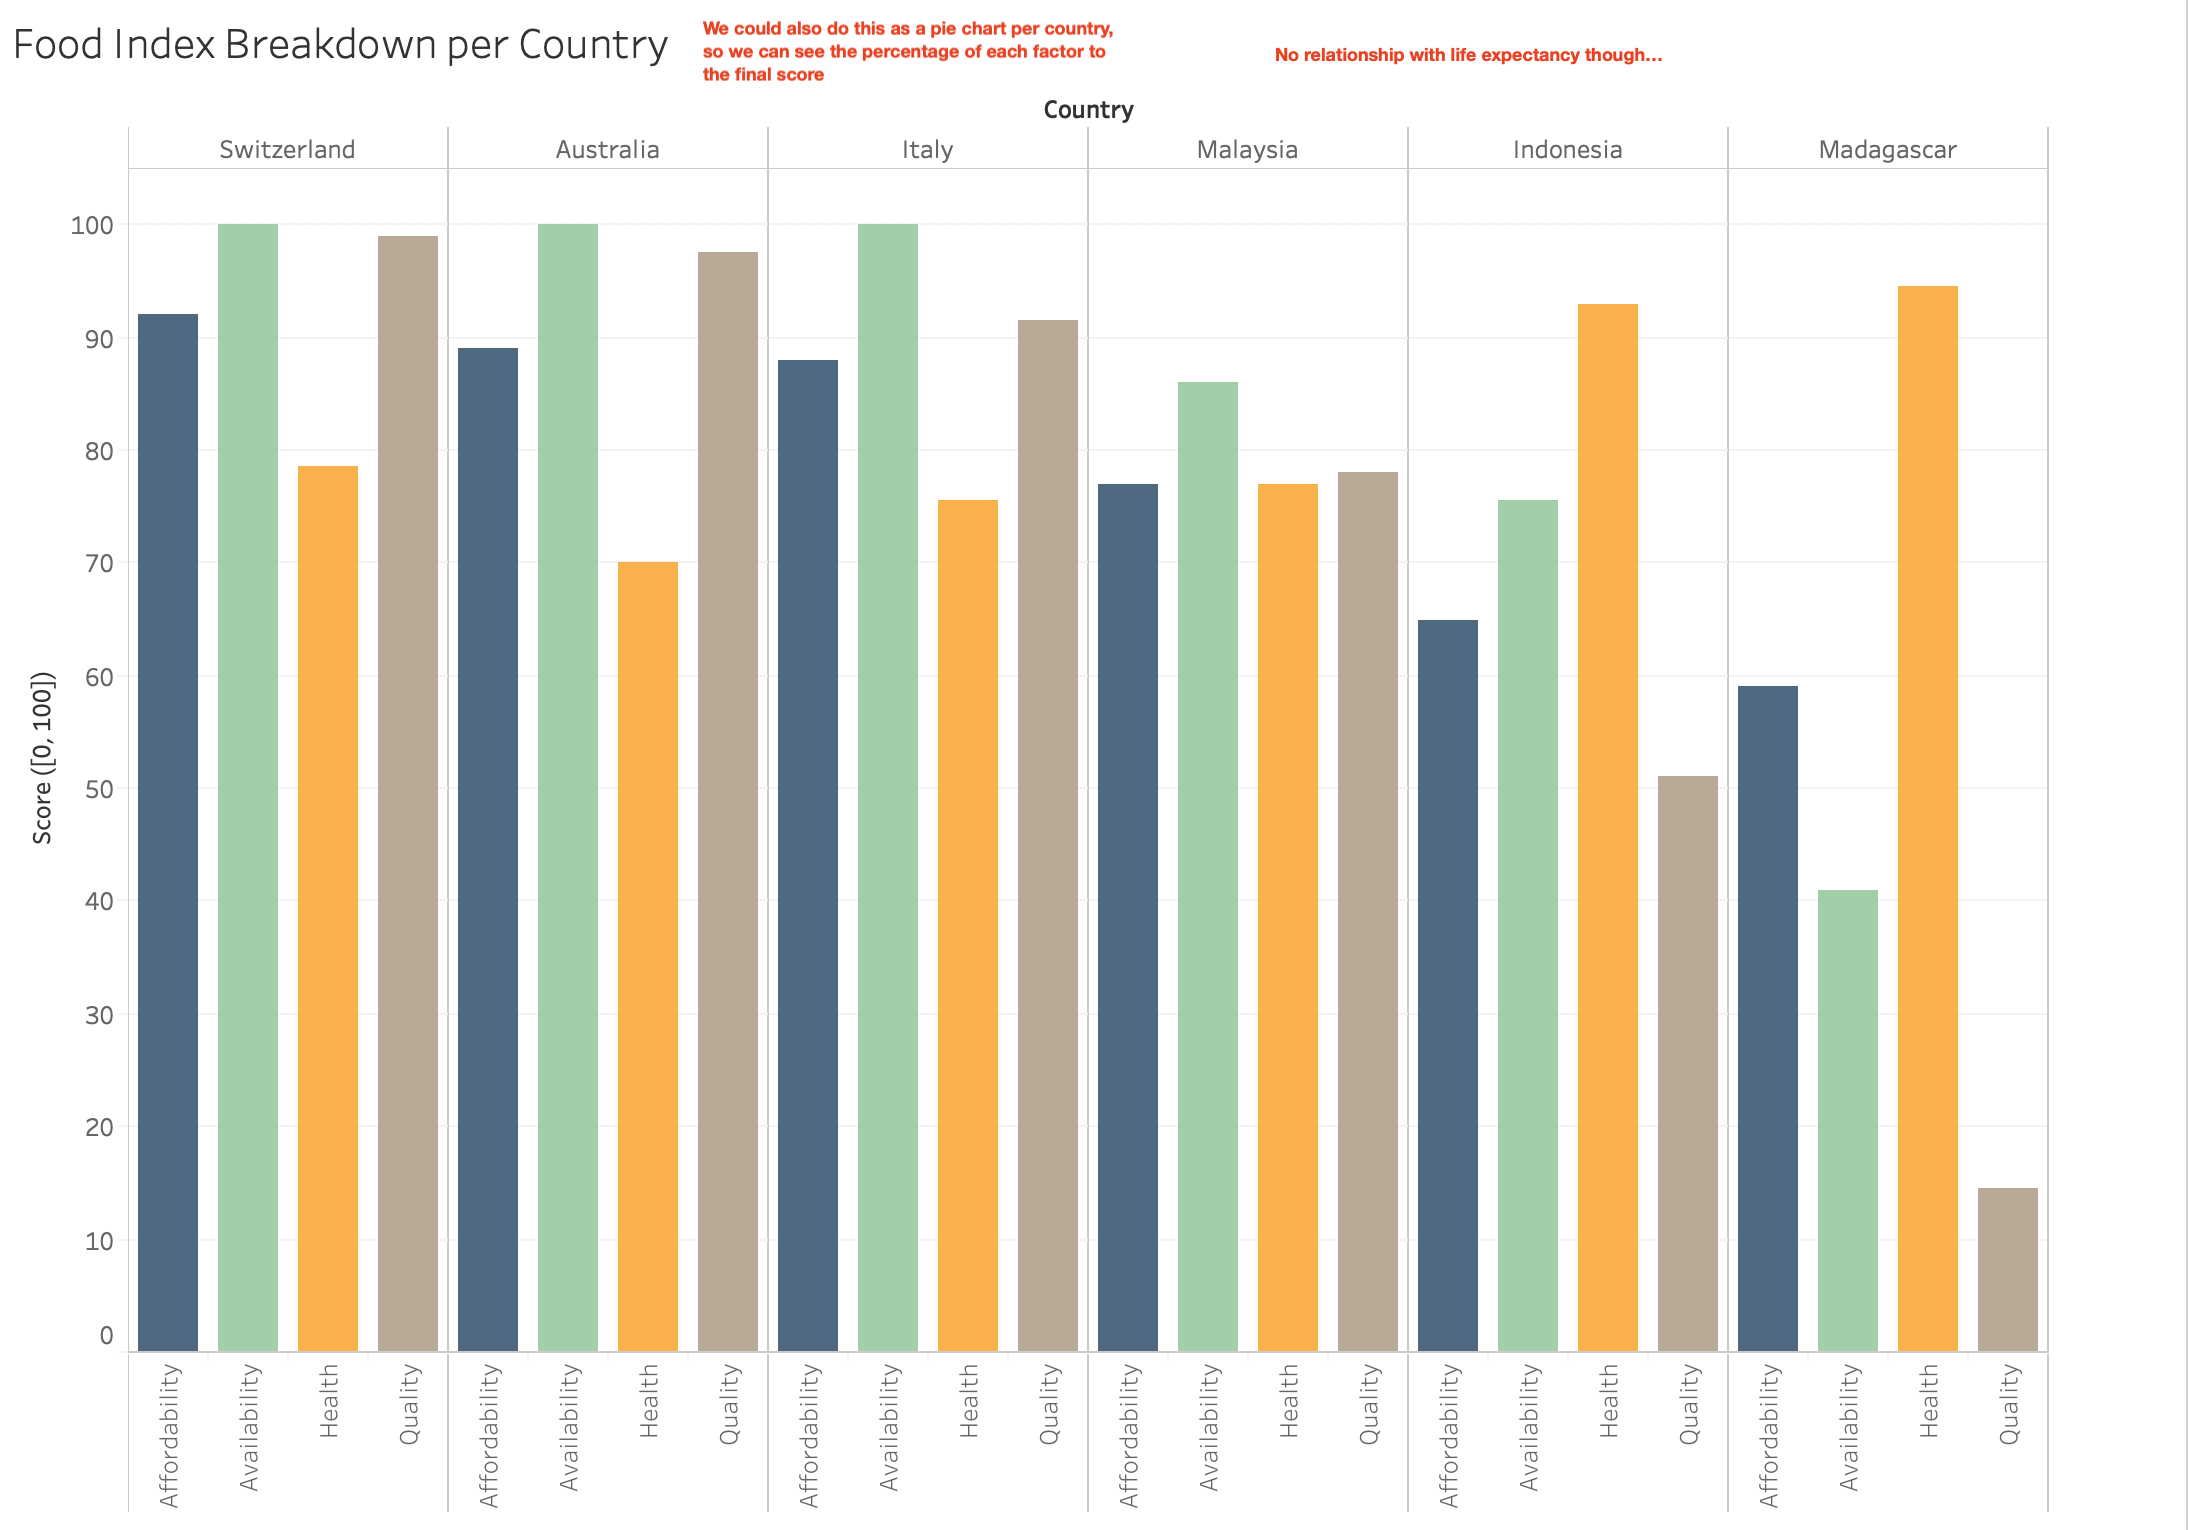 Food Index Breakdown per Country
We could also do this as a pie chart per country,
so we can see the percentage of each factor to
the final score
No relationship with life expectancy though...
Country
Switzerland
Australia
Italy
Malaysia
Indonesia
Madagascar
Score ([0, 100])
100
90
80
70
60
50
40
30
20
10
0
Affordability
Availability
Health
Quality
Affordability
Availability
Health
Quality
Affordability
Availability
Health
Quality
Affordability
Availability
Health
Quality
Affordability
Availability
Health
Quality
Affordability
Availability
Health
Quality